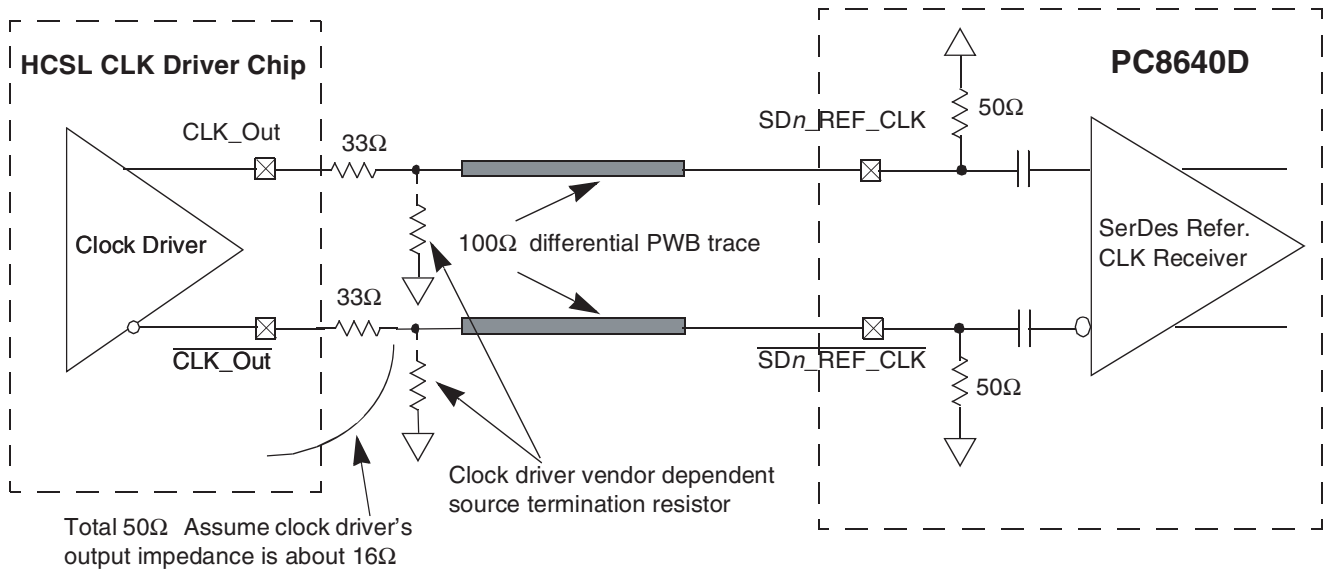 HCSL CLK Driver Chip
PC8640D
CLK_Out
33Ω
SDn_REF_CLK
50Ω
Clock Driver
100Ω differential PWB trace
SerDes Refer.
CLK Receiver
33Ω
CLK_Out
SDn_REF_CLK
50Ω
Clock driver vendor dependent
source termination resistor
Total 50Ω Assume clock driver's
output impedance is about 16Ω